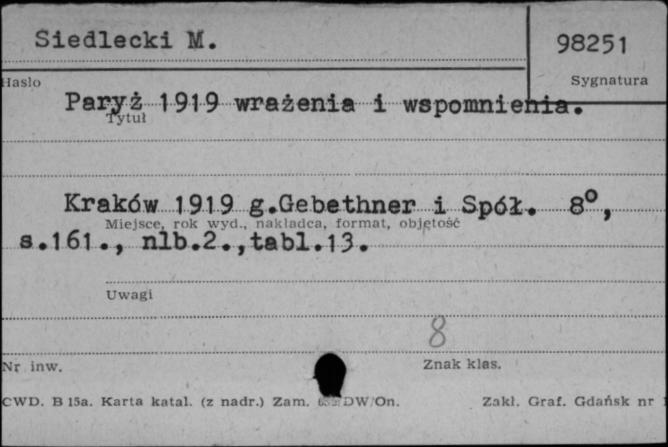 Siedlecki M.
98251
Hasło
Sygnatura
Paryż 1919 wrażenia i wspomnienia.
Tytuł
Kraków 1919 g.Gebethner i Spół. 8°,
Miejsce, rok wyd., nakładca, format, objętość
s.161., nlb.2.,tabl.13.
Uwagi
8
Nr inw.
Znak klas.
CWD. B 15a. Karta katal. (z nadr.) Zam. DW/On.
Zakł. Graf. Gdańsk nr